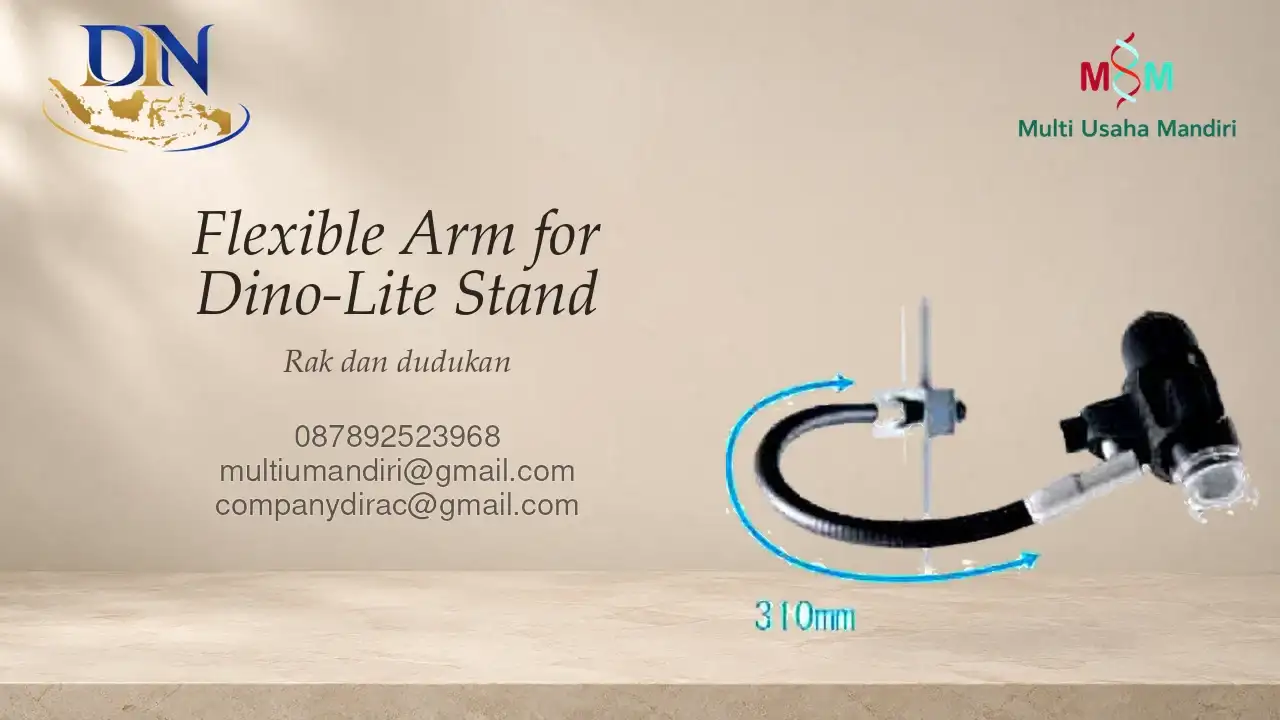 DN
MSM
Multi Usaha Mandiri
Flexible Arm for
Dino-Lite Stand
Rak dan dudukan
087892523968
multiumandiri@gmail.com
companydirac@gmail.com
310mm